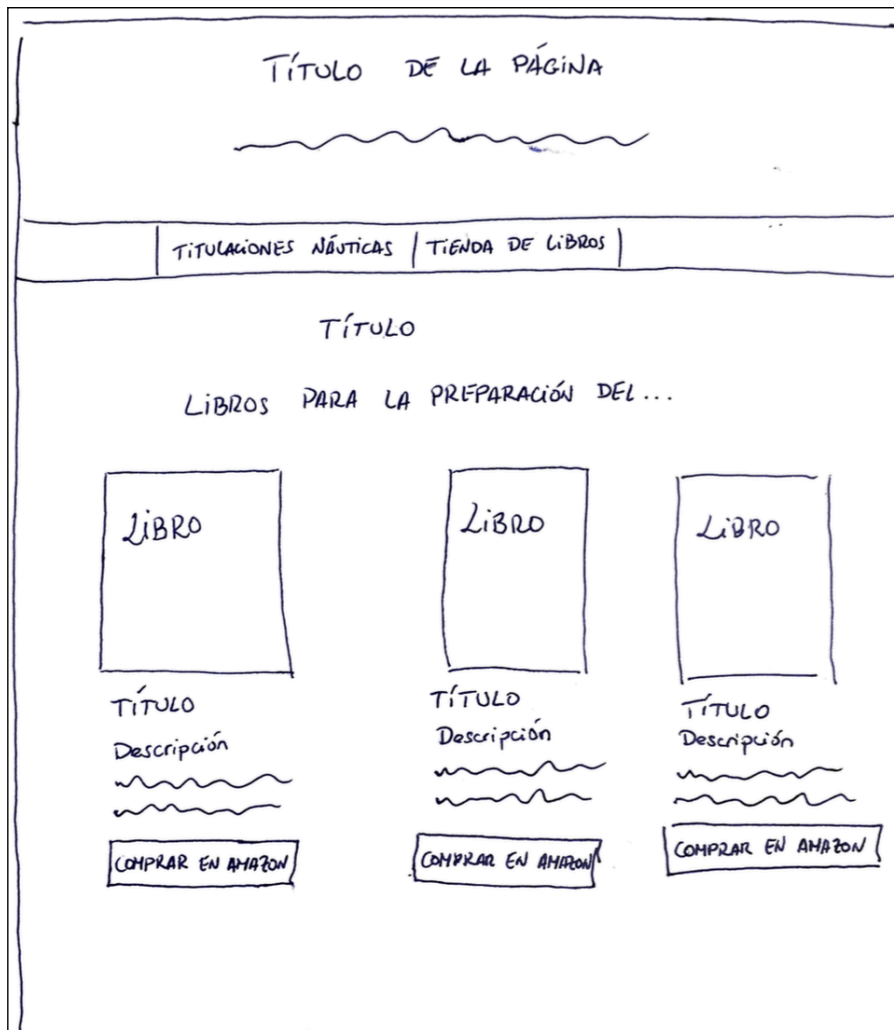 TÍTULO DE LA PÁGINA
TITULACIONES NÁUTICAS | TIENDA DE LIBROS |
TÍTULO
LIBROS PARA LA PREPARACIÓN DEL...
LIBRO LIBRO LIBRO
TÍTULO TÍTULO TÍTULO
Descripción Descripción Descripción
COMPRAR EN AMAZON COMPRAR EN AMAZON COMPRAR EN AMAZON